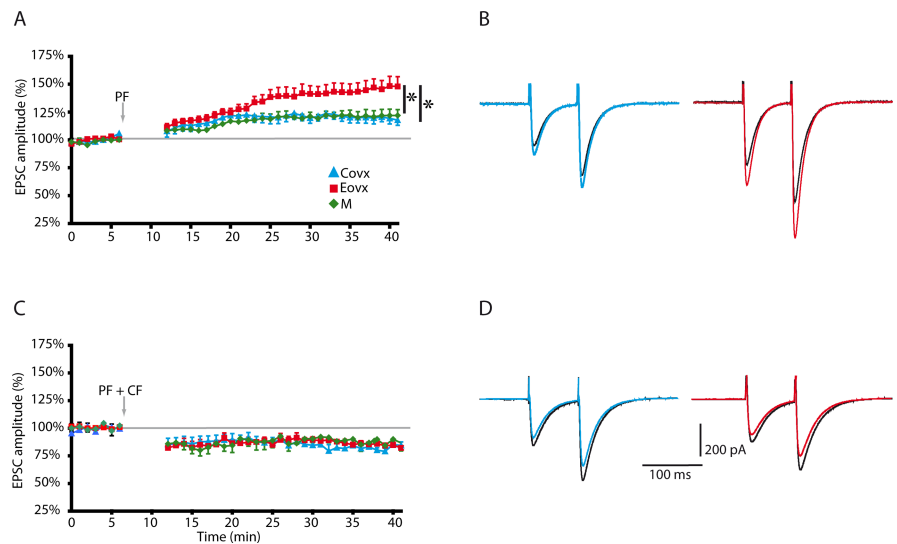 A
B
175%
150%
125%
100%
75%
50%
25%
EPSC amplitude (%)
PF
*
*
Covx
Eovx
M
0 5 10 15 20 25 30 35 40
C
D
175%
150%
125%
100%
75%
50%
25%
EPSC amplitude (%)
PF + CF
0 5 10 15 20 25 30 35 40
Time (min)
200 pA
100 ms